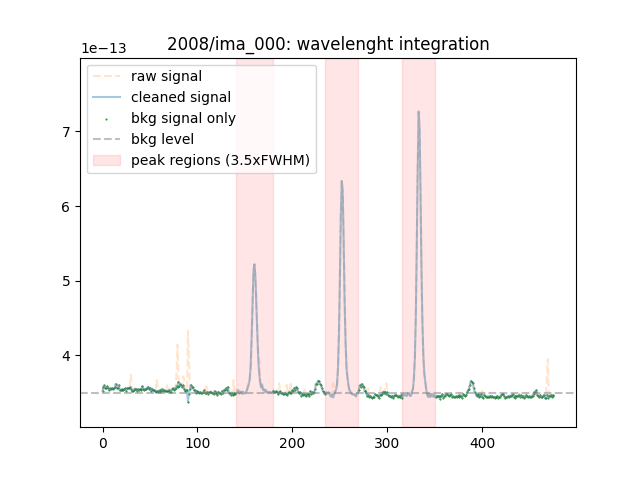 2008/ima_000: wavelenght integration
1e−13
raw signal
cleaned signal
bkg signal only
bkg level
peak regions (3.5xFWHM)
7
6
5
4
0 100 200 300 400